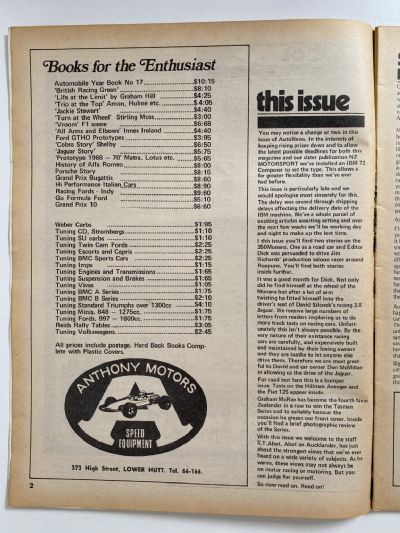 Books for the Enthusiast
Automobile Year Book No 17 $10:15
'British Racing Green' $8:10
'Life at the Limit' by Graham Hill $4:25
'Trio at the Top' Amon, Hulme etc. $4:05
'Jackie Stewart' $4:40
'Turn at the Wheel' Stirling Moss $3:00
'Vroom' F1 scene $6:68
'All Arms and Elbows' Innes Ireland $4:40
Ford GTHO Prototypes $3:95
'Cobra Story' Shelby $6:50
'Jaguar Story' $5:75
'Prototype 1968 – 70' Matra, Lotus etc. $5:65
History of Alfa Romeo $8:00
Porsche Story $8:15
Grand Prix Bugattis $8:60
Hi Performance Italian Cars $8:90
Racing Fords - Indy $9:60
Go Formula Ford $5:10
Grand Prix 10 $6:60
Weber Carbs $1:95
Tuning CD, Strombergs $1:10
Tuning SU carbs $1:10
Tuning Twin Cam Fords $2:25
Tuning Escorts and Capris $2:25
Tuning BMC Sports Cars $2:25
Tuning Imps $1:15
Tuning Engines and Transmissions $1:65
Tuning Suspension and Brakes $1:65
Tuning Vivas $1:05
Tuning BMC A Series $1:75
Tuning BMC B Series $2:10
Tuning Standard Triumphs over 1300cc $4:10
Tuning Minis. 848 – 1275cc. $1:75
Tuning Fords. 997 – 1600cc. $1:75
Reids Rally Tables $3:05
Tuning Volkswagens. $2:45
All prices include postage. Hard Back Books Comp-
lete with Plastic Covers.
ANTHONY MOTORS
SPEED
EQUIPMENT
373 High Street, LOWER HUTT. Tel. 66-166.
2
this issue
You may notice a change or two in this
issue of AutoNews. In the interests of
keeping rising prices down and to allow
the latest possible deadlines for both this
magazine and our sister publication NZ
MOTORSPORT we've installed an IBM 72
Composer to set the type. This allows a
far greater flexibility than we've ever
had before.
This issue is particularly late and we
would apologise most sincerely for this.
The delay was caused through shipping
delays affecting the delivery date of the
IBM machine. We've a whole parcel of
exciting articles awaiting setting and over
the next few weeks we'll be working day
and night to make up the lost time.
I this issue you'll find two stories on the
350 Monaro. One as a road car and Editor
Dick was persuaded to drive Jim
Richards' production saloon racer around
Ruapuna. You'll find both stories
inside further.
It was a good month for Dick. Not only
did he find himself at the wheel of the
Monaro but after a lot of arm
twisting he fitted himself into the
driver's seat of David Silcock's racing 3.8
Jaguar. We receive large numbers of
letters from readers inspiring us to do
more track tests on racing cars. Unfort-
unately this isn't always possible. By the
very nature of their existance racing
cars are carefully, and expensively built
and maintained by their loving owners
and they are loathe to let anyone else
drive them. Therefore we are most great-
ful to David and car owner Don McMillan
in allowing us the drive of the Jaguar.
For road test fans this is a bumper
issue. Tests on the Hillman Avenger and
the Fiat 125 appear inside.
Graham McRae has become the fourth New
Zealander in a row to win the Tasman
Series and to suitably honour the
occasion he graces our front cover. Inside
you'll find a brief photographic review
of the Series.
With this issue we welcome to the staff
S.T. Abot. Abot an Aucklander, has just
about the strongest views that we've ever
heard on a wide variety of subjects. As he
warns, these views may not always be
on motor racing or motoring. But you
can judge for yourself.
So now read on. Read on!